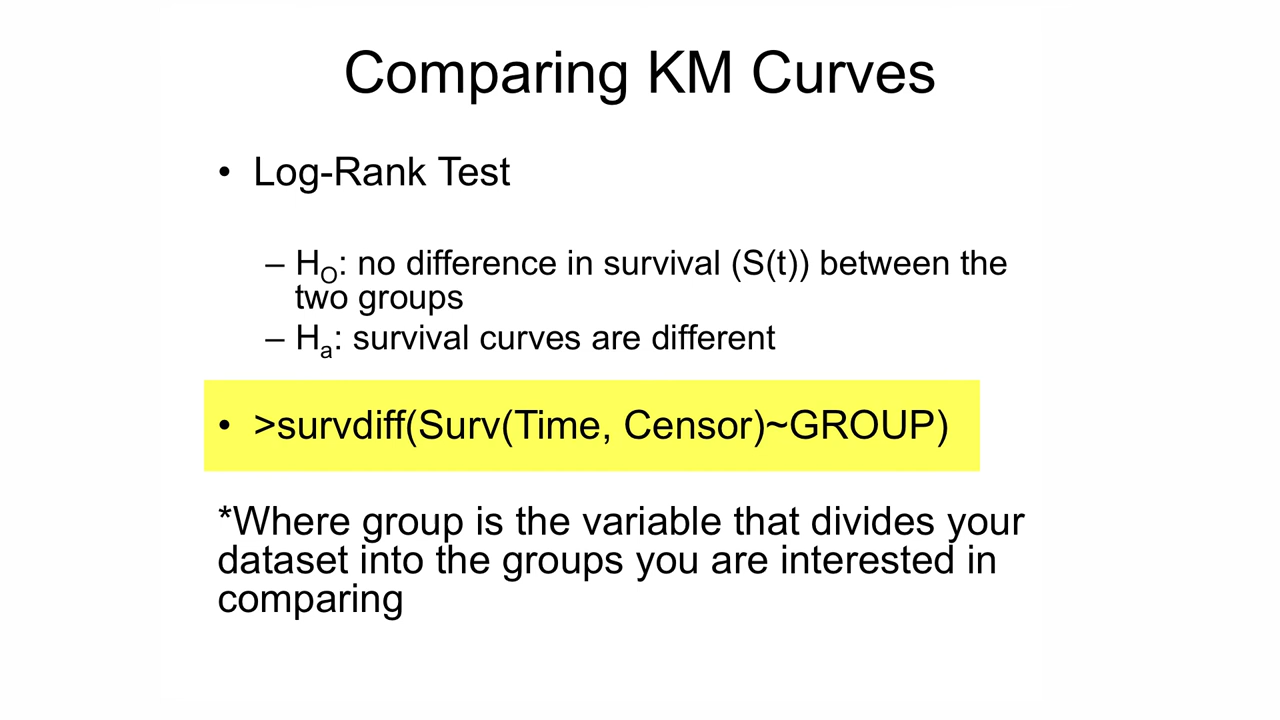 Comparing KM Curves
• Log-Rank Test
– HO: no difference in survival (S(t)) between the
two groups
– Ha: survival curves are different
• >survdiff(Surv(Time, Censor)~GROUP)
*Where group is the variable that divides your
dataset into the groups you are interested in
comparing